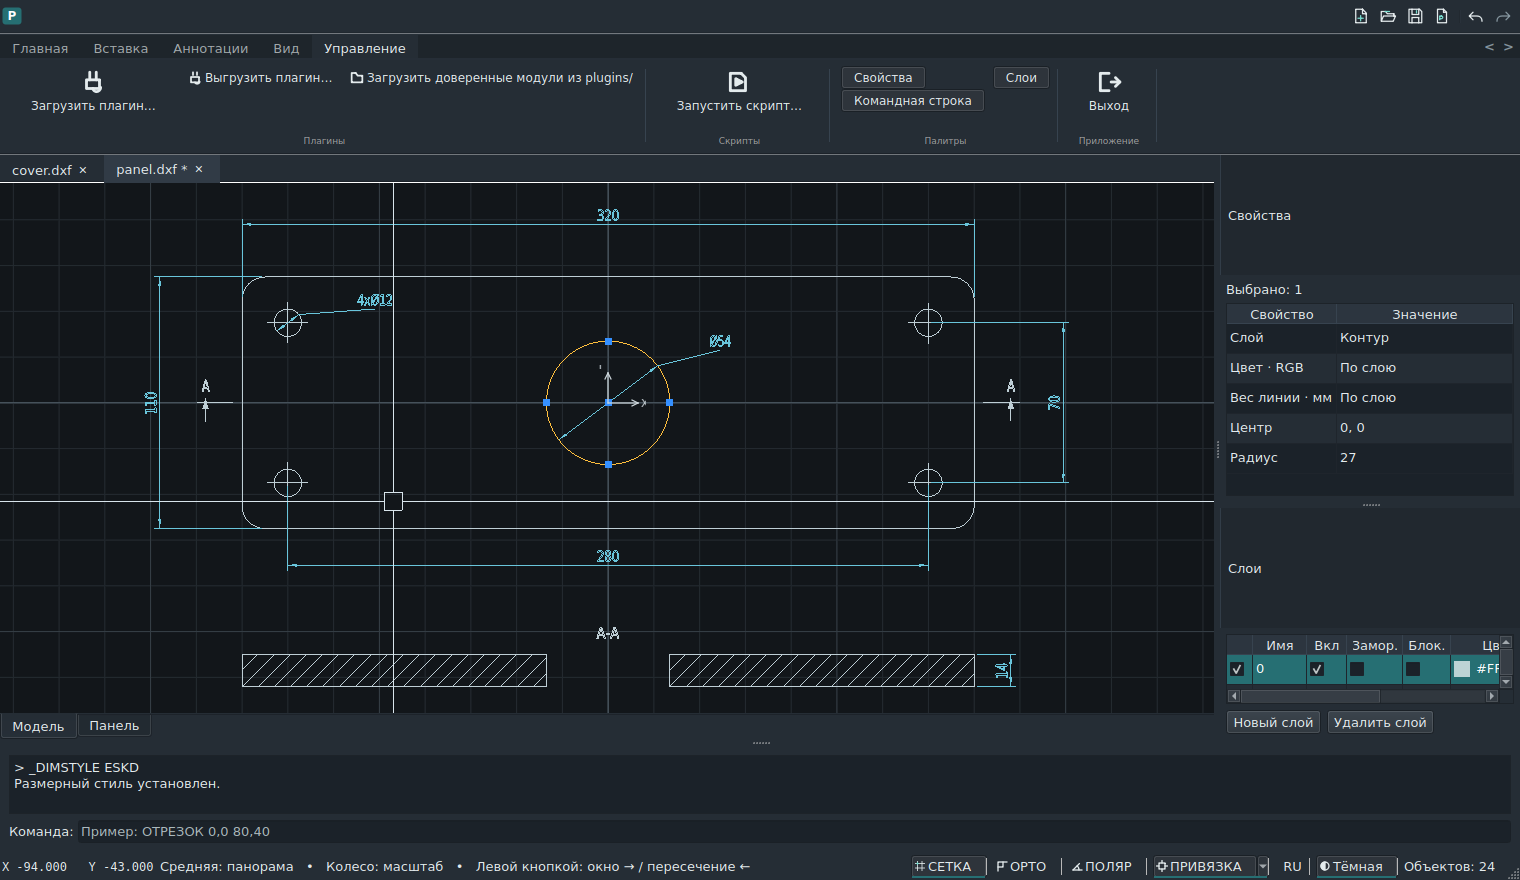 P
Главная Вставка Аннотации Вид Управление < >
Загрузить плагин...
Выгрузить плагин...
Загрузить доверенные модули из plugins/
Плагины
Запустить скрипт...
Скрипты
Свойства Слои
Командная строка
Палитры
Выход
Приложение
cover.dxf × panel.dxf * ×
320
4xØ12
Ø54
A A
110
70
X
280
A-A
14
Свойства
Выбрано: 1
Свойство Значение
Слой Контур
Цвет · RGB По слою
Вес линии · мм По слою
Центр 0, 0
Радиус 27
Слои
Имя Вкл Замор. Блок. Цв
0 #FF
Новый слой Удалить слой
Модель Панель
> _DIMSTYLE ESKD
Размерный стиль установлен.
Команда: Пример: ОТРЕЗОК 0,0 80,40
X -94.000 Y -43.000 Средняя: панорама • Колесо: масштаб • Левой кнопкой: окно → / пересечение ← СЕТКА ОРТО ПОЛЯР ПРИВЯЗКА RU Тёмная Объектов: 24